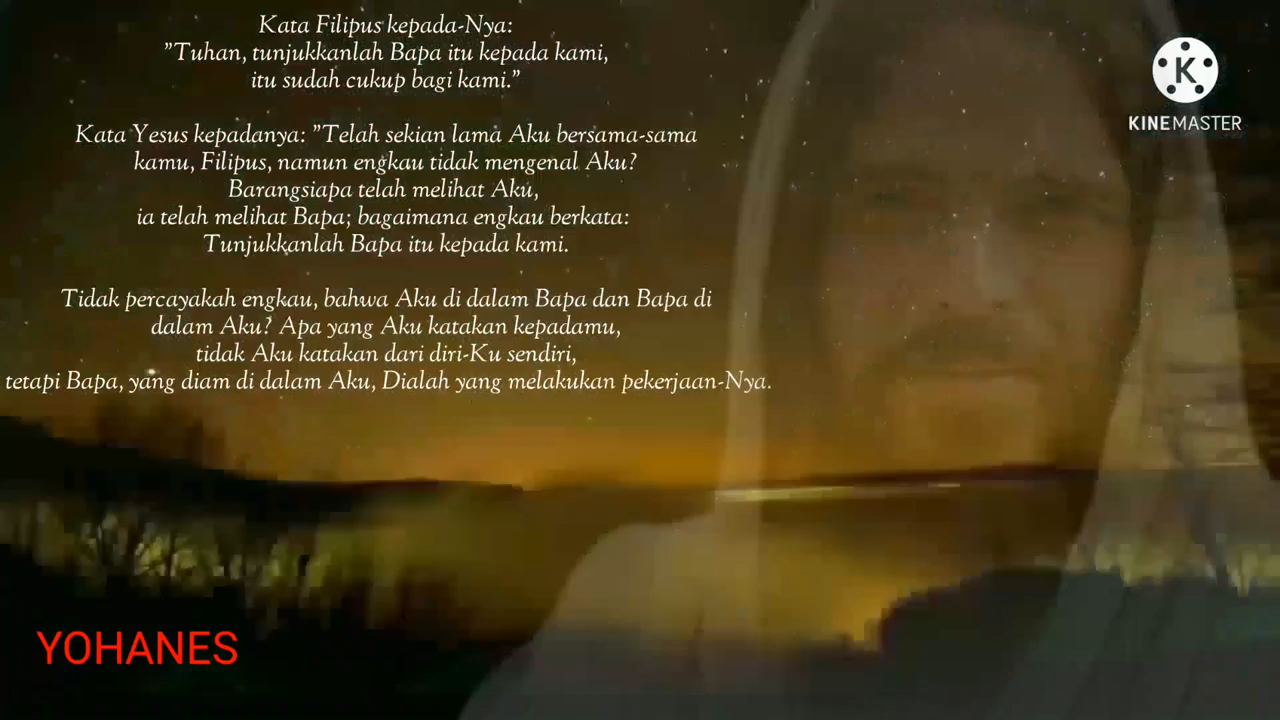 Kata Filipus kepada-Nya:
"Tuhan, tunjukkanlah Bapa itu kepada kami,
itu sudah cukup bagi kami."
Kata Yesus kepadanya: "Telah sekian lama Aku bersama-sama
kamu, Filipus, namun engkau tidak mengenal Aku?
Barangsiapa telah melihat Aku,
ia telah melihat Bapa; bagaimana engkau berkata:
Tunjukkanlah Bapa itu kepada kami.
Tidak percayakah engkau, bahwa Aku di dalam Bapa dan Bapa di
dalam Aku? Apa yang Aku katakan kepadamu,
tidak Aku katakan dari diri-Ku sendiri,
tetapi Bapa, yang diam di dalam Aku, Dialah yang melakukan pekerjaan-Nya.
K
KINEMASTER
YOHANES